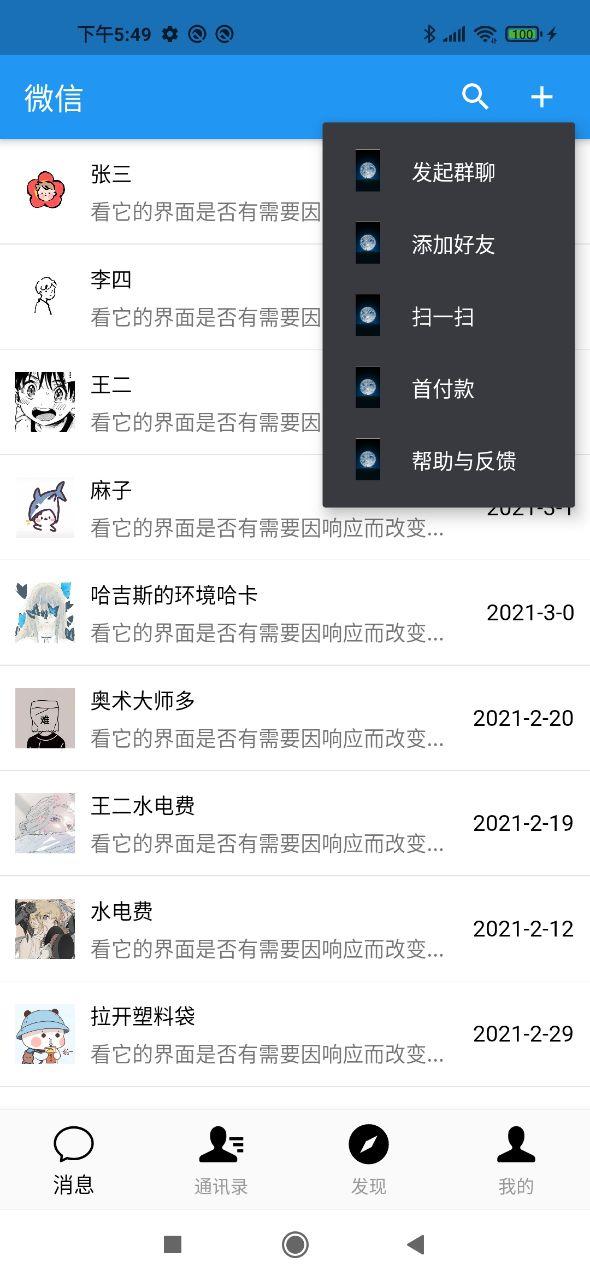 下午5:49
100
微信
发起群聊
添加好友
扫一扫
首付款
帮助与反馈
张三
看它的界面是否有需要因
李四
看它的界面是否有需要因
王二
看它的界面是否有需要因
麻子
2021-3-1
看它的界面是否有需要因响应而改变...
哈吉斯的环境哈卡
2021-3-0
看它的界面是否有需要因响应而改变...
奥术大师多
2021-2-20
看它的界面是否有需要因响应而改变...
王二水电费
2021-2-19
看它的界面是否有需要因响应而改变...
水电费
2021-2-12
看它的界面是否有需要因响应而改变...
拉开塑料袋
2021-2-29
看它的界面是否有需要因响应而改变...
消息
通讯录
发现
我的